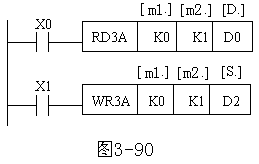 [m1.] [m2.] [D.]
X0
RD3A K0 K1 D0
[m1.] [m2.] [S.]
X1
WR3A K0 K1 D2
图3-90